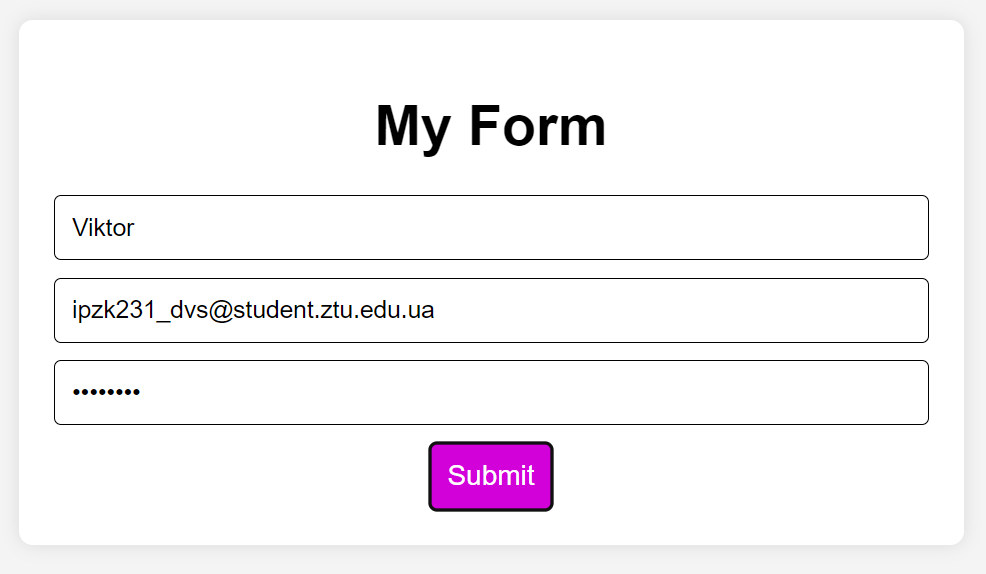 My Form
Viktor
ipzk231_dvs@student.ztu.edu.ua
••••••••
Submit